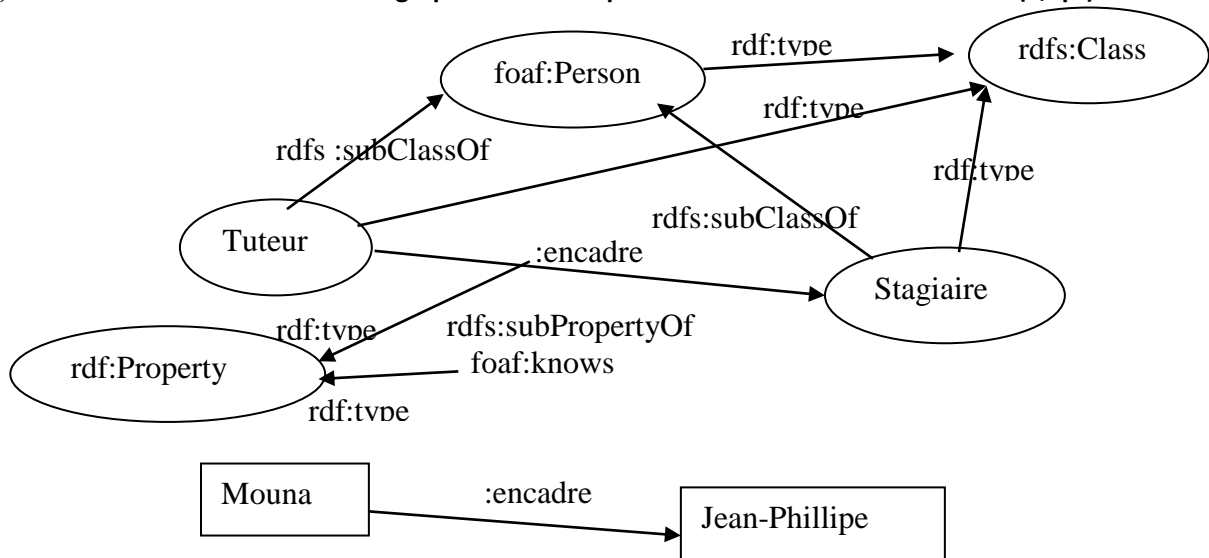 rdf:type
rdfs:Class
foaf:Person
rdf:type
rdfs :subClassOf
rdf:type
rdfs:subClassOf
Tuteur
:encadre
Stagiaire
rdf:type
rdfs:subPropertyOf
rdf:Property
foaf:knows
rdf:type
Mouna
:encadre
Jean-Phillipe